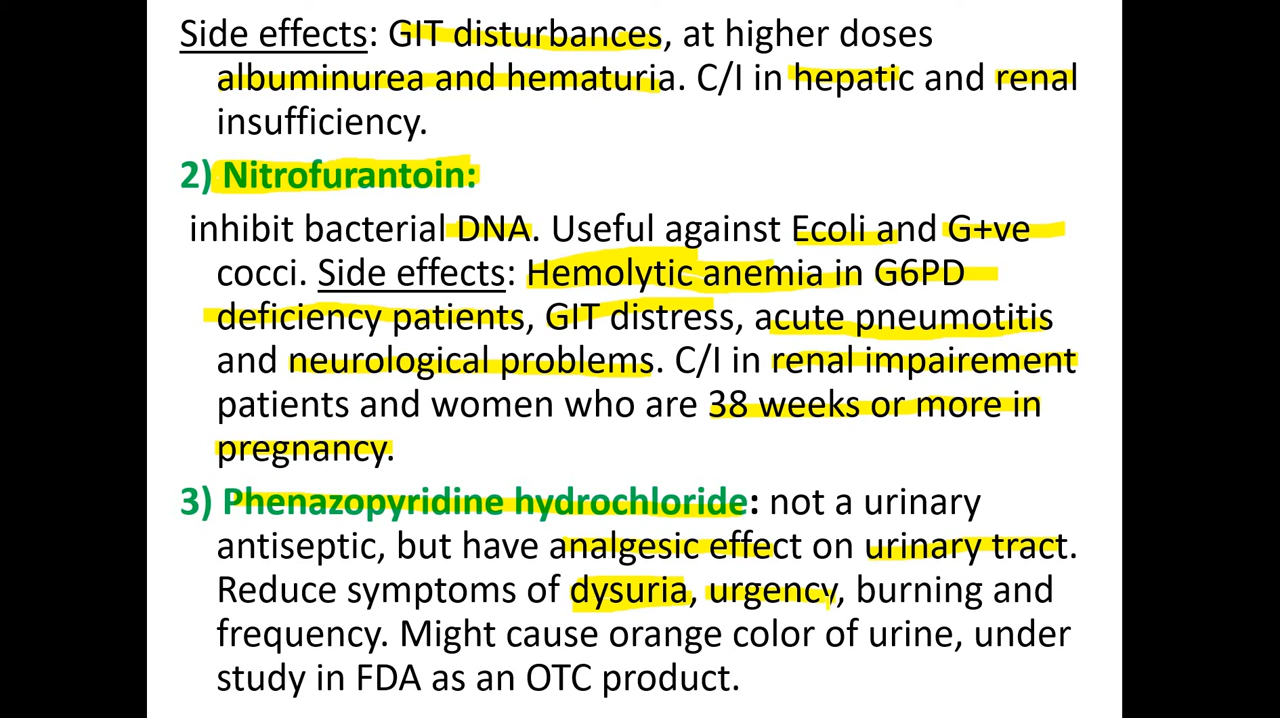 Side effects: GIT disturbances, at higher doses
albuminurea and hematuria. C/I in hepatic and renal
insufficiency.
2) Nitrofurantoin:
inhibit bacterial DNA. Useful against Ecoli and G+ve
cocci. Side effects: Hemolytic anemia in G6PD
deficiency patients, GIT distress, acute pneumotitis
and neurological problems. C/I in renal impairement
patients and women who are 38 weeks or more in
pregnancy.
3) Phenazopyridine hydrochloride: not a urinary
antiseptic, but have analgesic effect on urinary tract.
Reduce symptoms of dysuria, urgency, burning and
frequency. Might cause orange color of urine, under
study in FDA as an OTC product.